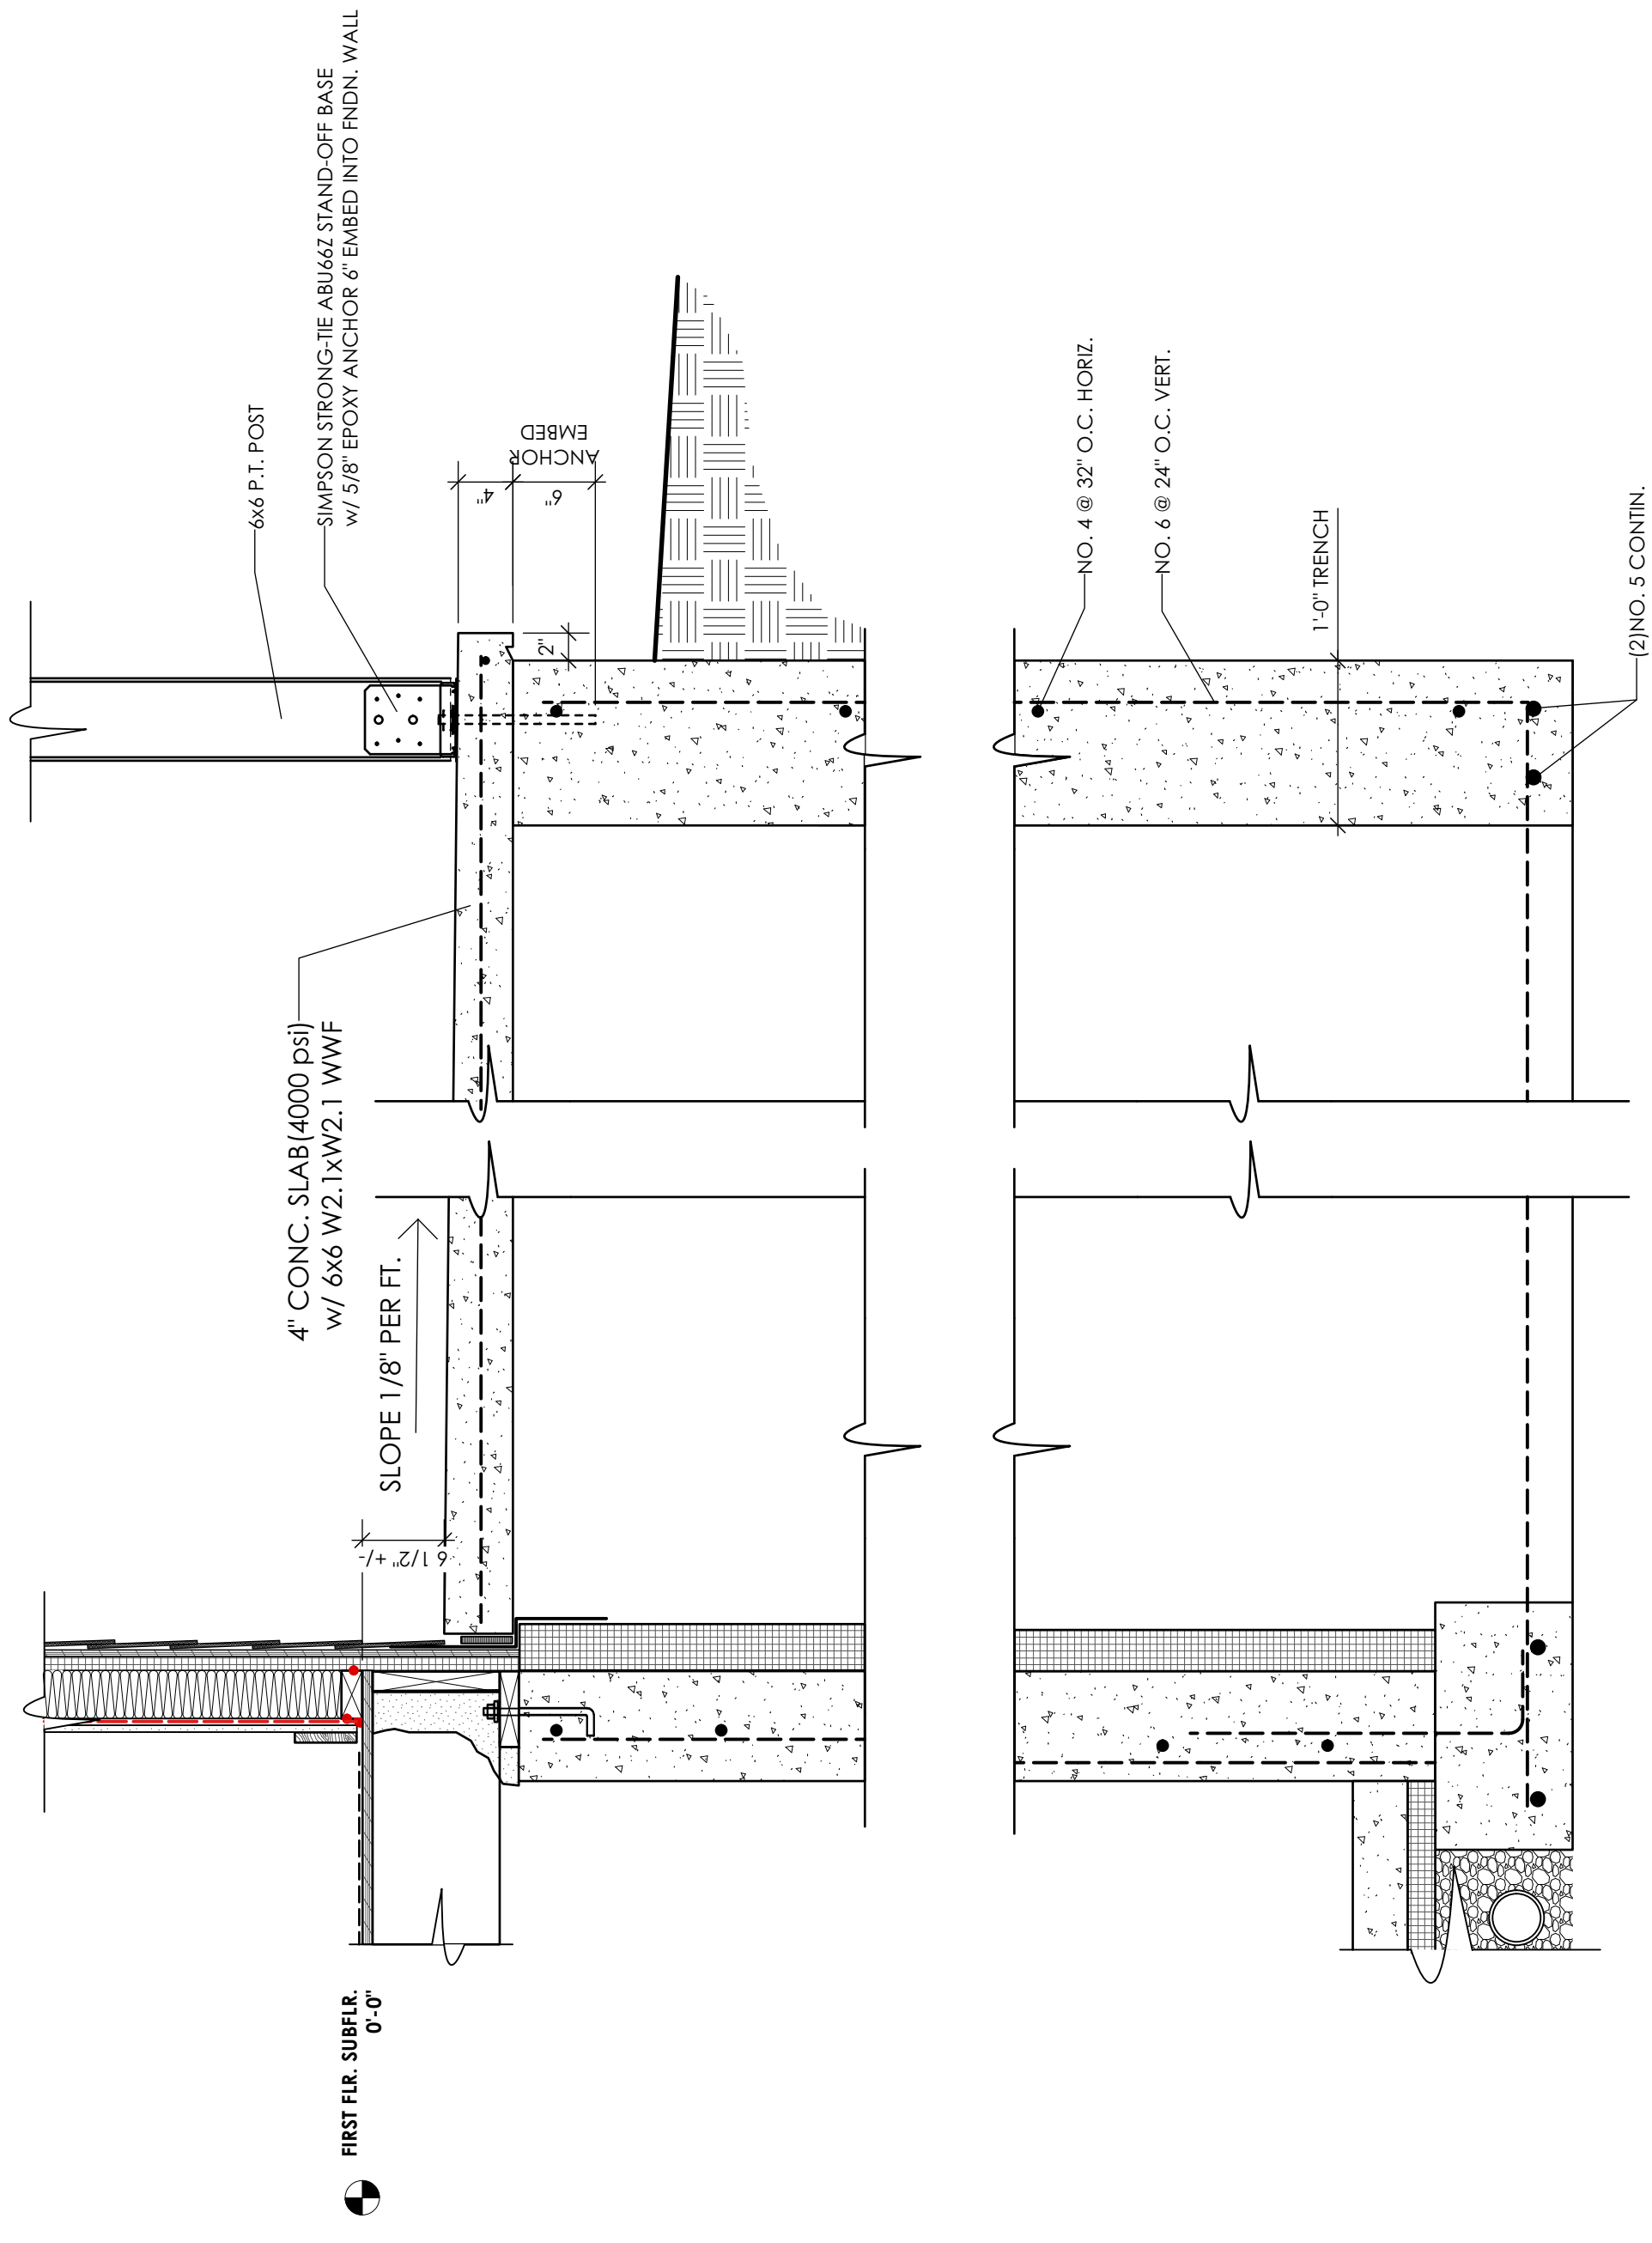 6x6 P.T. POST
SIMPSON STRONG-TIE ABU66Z STAND-OFF BASE
w/ 5/8" EPOXY ANCHOR 6" EMBED INTO FNDN. WALL
4" CONC. SLAB(4000 psi)
w/ 6x6 W2.1xW2.1 WWF
SLOPE 1/8" PER FT.
6 1/2" +/-
FIRST FLR. SUBFLR.
0'-0"
4"
6"
ANCHOR
EMBED
2"
NO. 4 @ 32" O.C. HORIZ.
NO. 6 @ 24" O.C. VERT.
1'-0" TRENCH
(2)NO. 5 CONTIN.